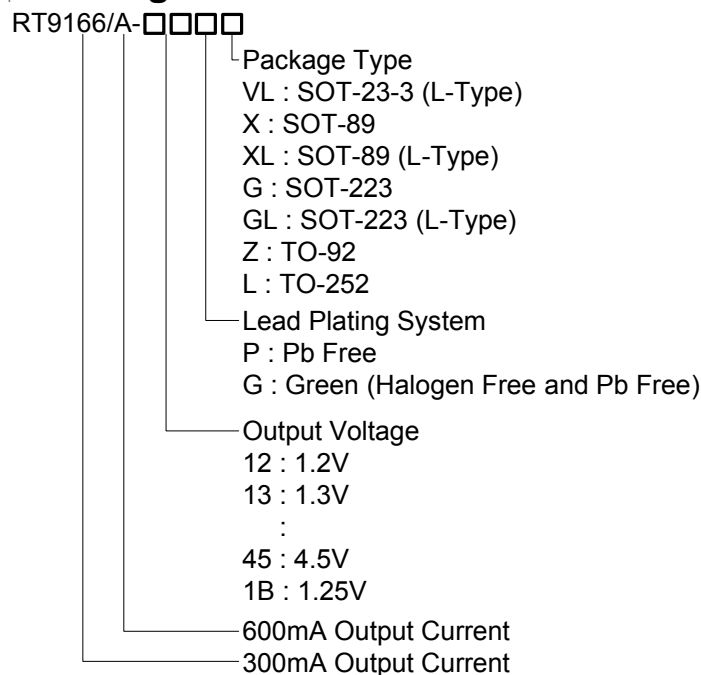 RT9166/A-□□□□
Package Type
VL : SOT-23-3 (L-Type)
X : SOT-89
XL : SOT-89 (L-Type)
G : SOT-223
GL : SOT-223 (L-Type)
Z : TO-92
L : TO-252
Lead Plating System
P : Pb Free
G : Green (Halogen Free and Pb Free)
Output Voltage
12 : 1.2V
13 : 1.3V
:
45 : 4.5V
1B : 1.25V
600mA Output Current
300mA Output Current